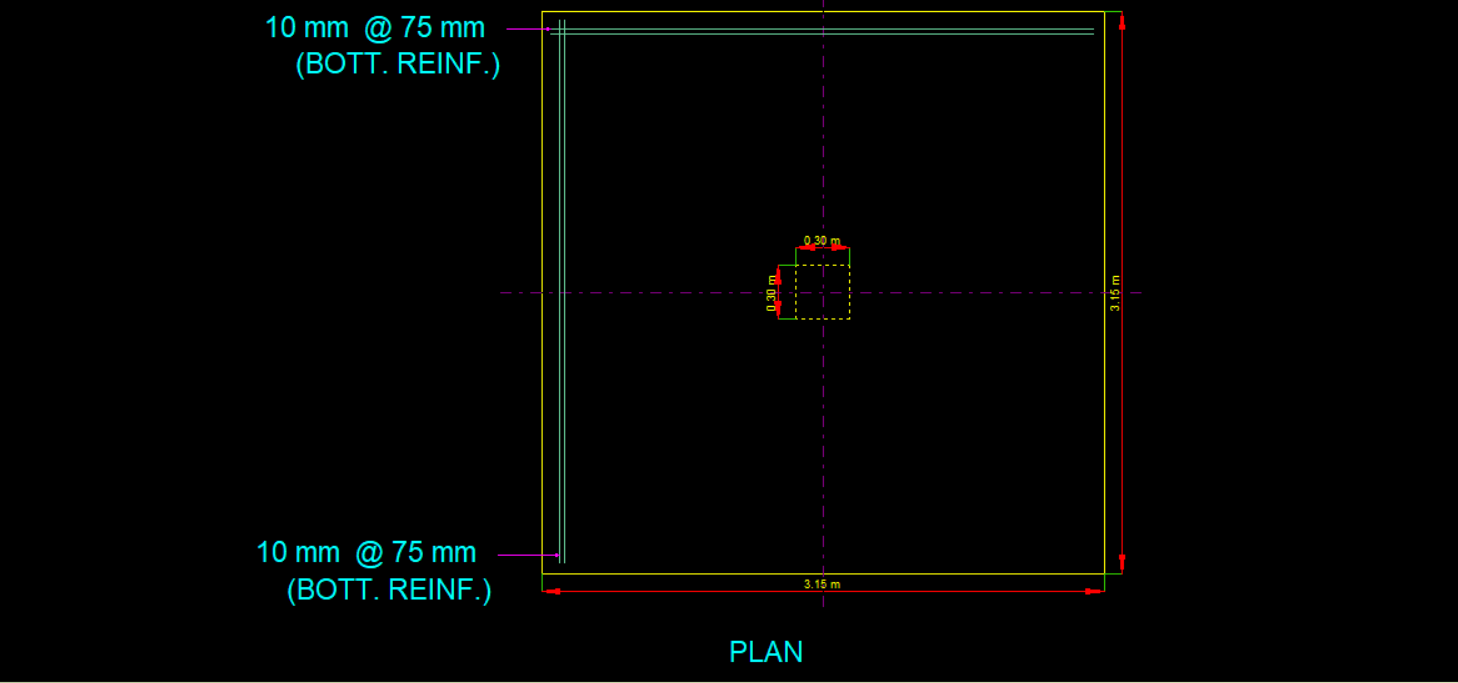 10 mm @ 75 mm
(BOTT. REINF.)
0.30 m
0.30 m
3.15 m
10 mm @ 75 mm
(BOTT. REINF.)
3.15 m
PLAN